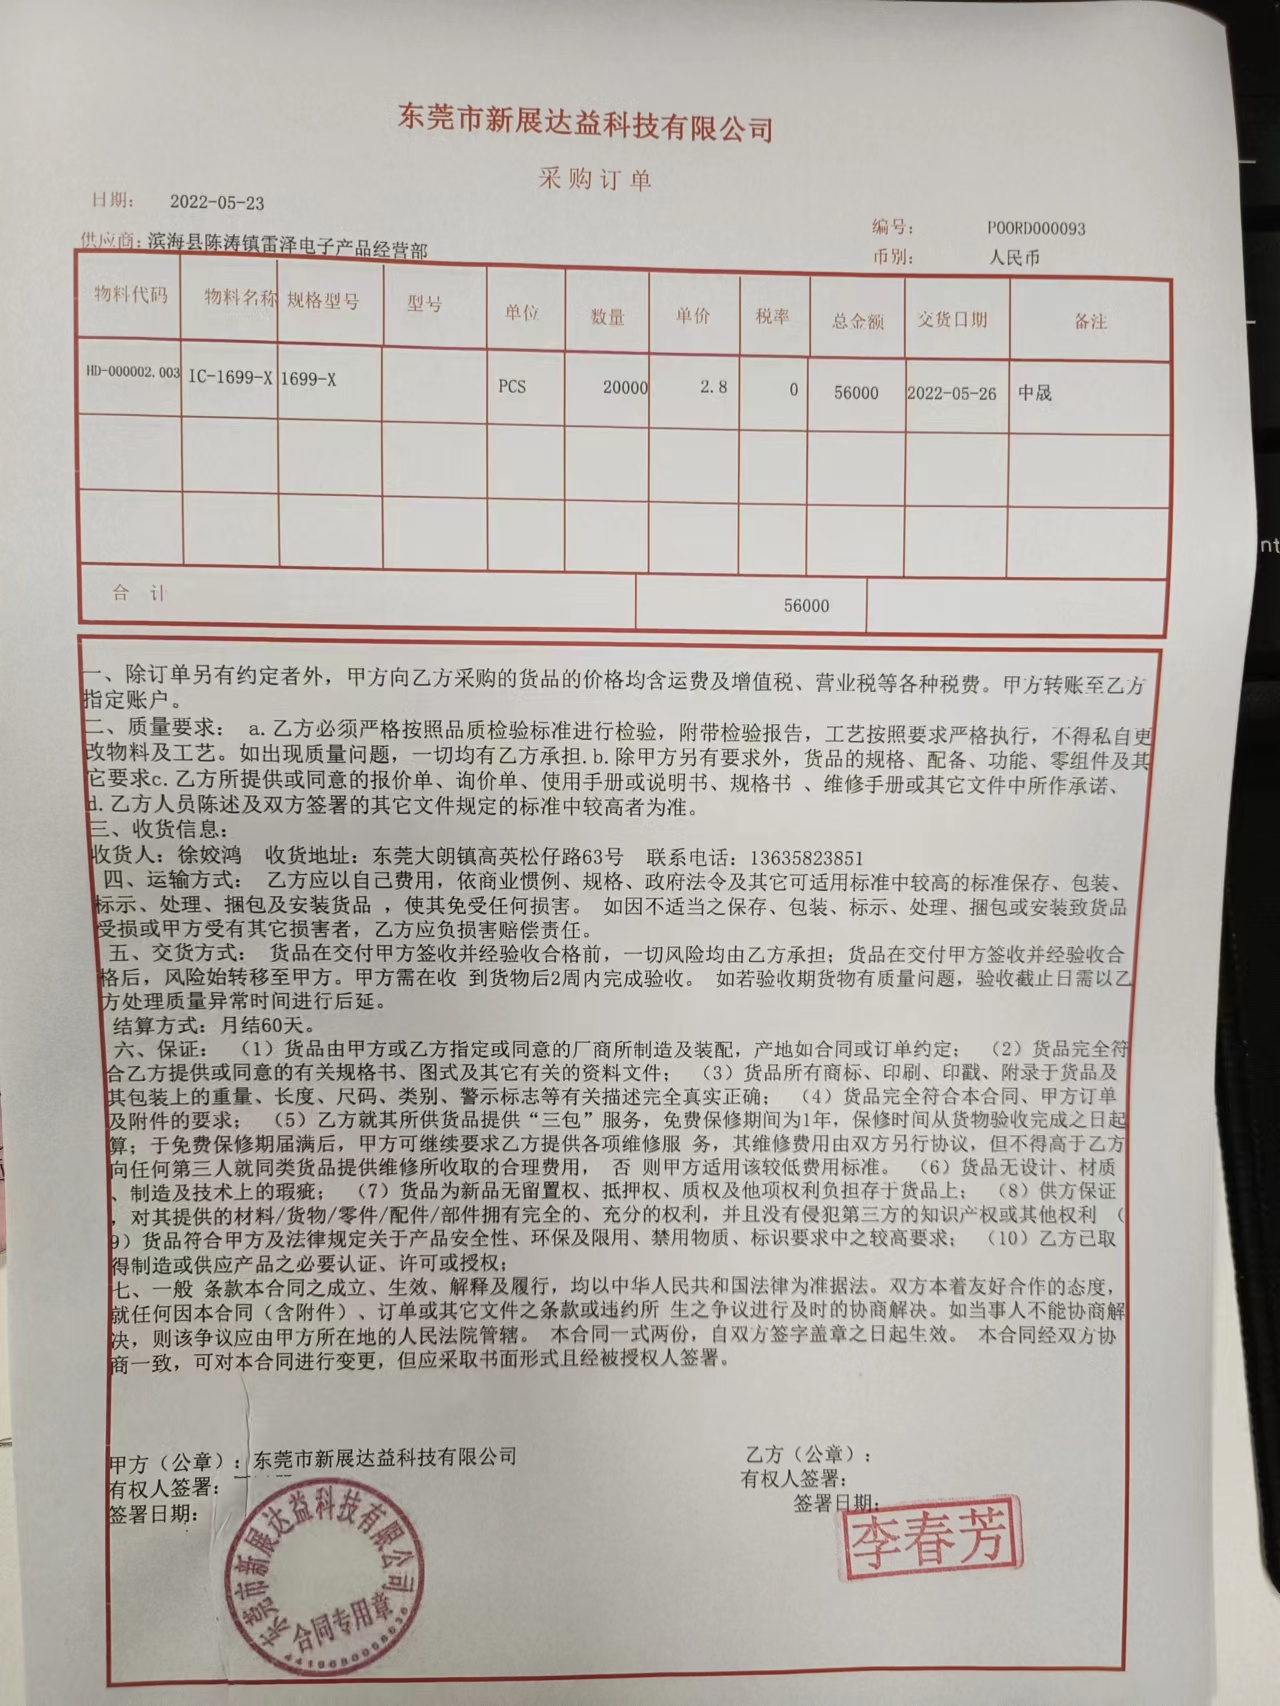 东莞市新展达益科技有限公司
采购订单
日期： 2022-05-23
编号： POORD000093
供应商：滨海县陈涛镇雷泽电子产品经营部
币别： 人民币
物料代码 物料名称 规格型号 型号 单位 数量 单价 税率 总金额 交货日期 备注
HD-000002.003 IC-1699-X 1699-X PCS 20000 2.8 0 56000 2022-05-26 中晟
合 计 56000
一、除订单另有约定者外，甲方向乙方采购的货品的价格均含运费及增值税、营业税等各种税费。甲方转账至乙方
指定账户。
二、质量要求： a.乙方必须严格按照品质检验标准进行检验，附带检验报告，工艺按照要求严格执行，不得私自更
改物料及工艺。如出现质量问题，一切均有乙方承担.b.除甲方另有要求外，货品的规格、配备、功能、零组件及其
它要求c.乙方所提供或同意的报价单、询价单、使用手册或说明书、规格书 、维修手册或其它文件中所作承诺、
d.乙方人员陈述及双方签署的其它文件规定的标准中较高者为准。
三、收货信息：
收货人：徐姣鸿 收货地址：东莞大朗镇高英松仔路63号 联系电话：13635823851
四、运输方式： 乙方应以自己费用，依商业惯例、规格、政府法令及其它可适用标准中较高的标准保存、包装、
标示、处理、捆包及安装货品 ，使其免受任何损害。 如因不适当之保存、包装、标示、处理、捆包或安装致货品
受损或甲方受有其它损害者，乙方应负损害赔偿责任。
五、交货方式： 货品在交付甲方签收并经验收合格前，一切风险均由乙方承担；货品在交付甲方签收并经验收合
格后，风险始转移至甲方。甲方需在收 到货物后2周内完成验收。 如若验收期货物有质量问题，验收截止日需以乙
方处理质量异常时间进行后延。
结算方式：月结60天。
六、保证： （1）货品由甲方或乙方指定或同意的厂商所制造及装配，产地如合同或订单约定； （2）货品完全符
合乙方提供或同意的有关规格书、图式及其它有关的资料文件； （3）货品所有商标、印刷、印戳、附录于货品及
其包装上的重量、长度、尺码、类别、警示标志等有关描述完全真实正确； （4）货品完全符合本合同、甲方订单
及附件的要求； （5）乙方就其所供货品提供“三包”服务，免费保修期间为1年，保修时间从货物验收完成之日起
算；于免费保修期届满后，甲方可继续要求乙方提供各项维修服 务，其维修费用由双方另行协议，但不得高于乙方
向任何第三人就同类货品提供维修所收取的合理费用， 否 则甲方适用该较低费用标准。 （6）货品无设计、材质
、制造及技术上的瑕疵； （7）货品为新品无留置权、抵押权、质权及他项权利负担存于货品上； （8）供方保证
，对其提供的材料/货物/零件/配件/部件拥有完全的、充分的权利，并且没有侵犯第三方的知识产权或其他权利 （
9）货品符合甲方及法律规定关于产品安全性、环保及限用、禁用物质、标识要求中之较高要求； （10）乙方已取
得制造或供应产品之必要认证、许可或授权；
七、一般 条款本合同之成立、生效、解释及履行，均以中华人民共和国法律为准据法。双方本着友好合作的态度，
就任何因本合同（含附件）、订单或其它文件之条款或违约所 生之争议进行及时的协商解决。如当事人不能协商解
决，则该争议应由甲方所在地的人民法院管辖。 本合同一式两份，自双方签字盖章之日起生效。 本合同经双方协
商一致，可对本合同进行变更，但应采取书面形式且经被授权人签署。
甲方（公章）：东莞市新展达益科技有限公司
乙方（公章）：
有权人签署：
有权人签署：
签署日期：
签署日期：
东莞市新展达益科技有限公司
合同专用章
李春芳
nt